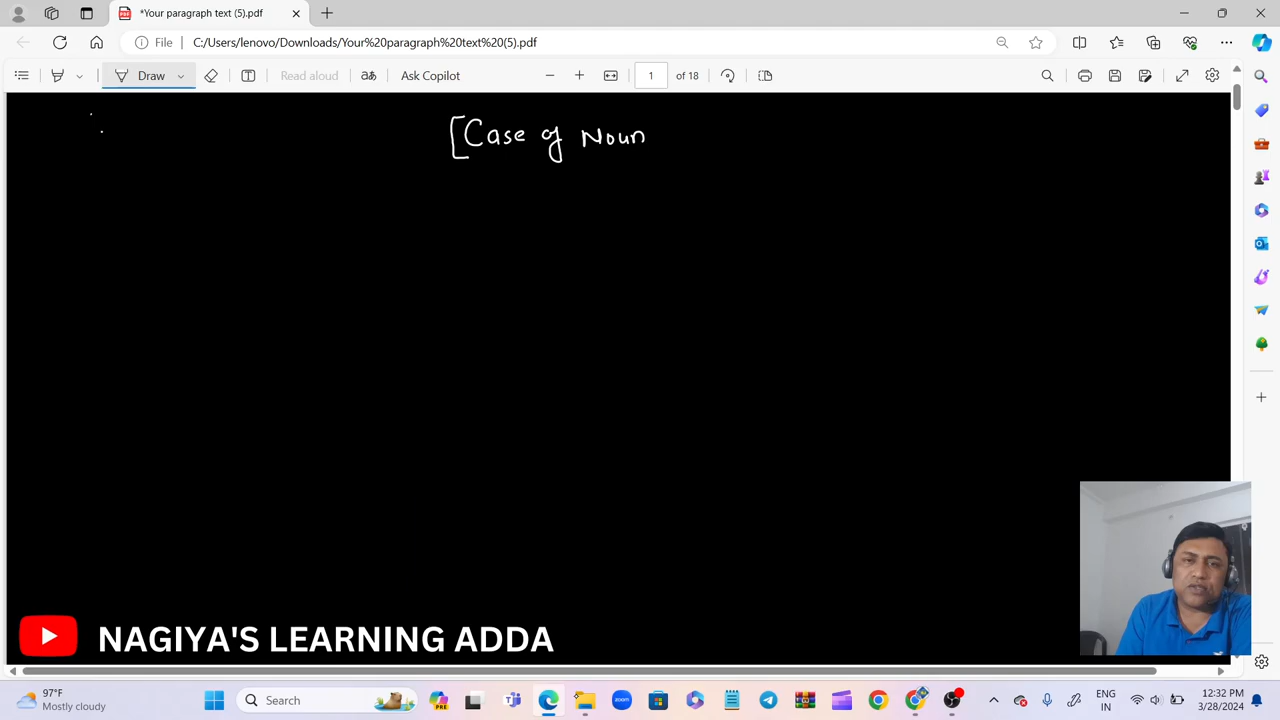 *Your paragraph text (5).pdf
File C:/Users/lenovo/Downloads/Your%20paragraph%20text%20(5).pdf
Draw Read aloud Ask Copilot 1 of 18
[Case of Noun
NAGIYA'S LEARNING ADDA
97°F
Mostly cloudy
Search
ENG
IN
12:32 PM
3/28/2024